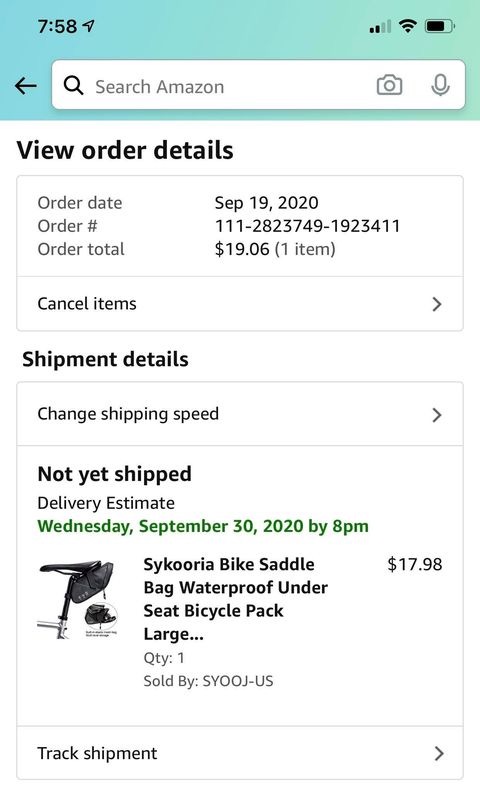 7:58
Search Amazon
View order details
Order date Sep 19, 2020
Order # 111-2823749-1923411
Order total $19.06 (1 item)
Cancel items
Shipment details
Change shipping speed
Not yet shipped
Delivery Estimate
Wednesday, September 30, 2020 by 8pm
Sykooria Bike Saddle $17.98
Bag Waterproof Under
Seat Bicycle Pack
Large...
Qty: 1
Sold By: SYOOJ-US
Track shipment